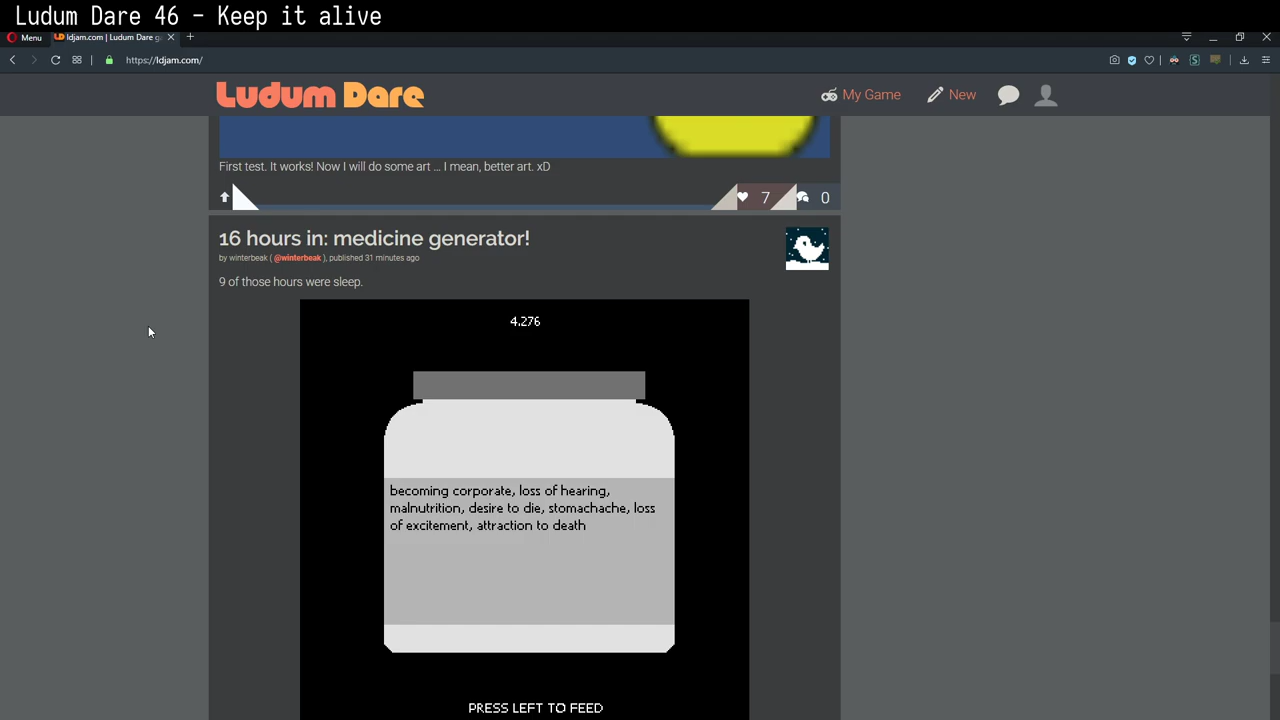 Ludum Dare 46 - Keep it alive
Menu
ldjam.com | Ludum Dare g
https://ldjam.com/
Ludum Dare
My Game
New
First test. It works! Now I will do some art ... I mean, better art. xD
7
0
16 hours in: medicine generator!
by winterbeak ( @winterbeak ), published 31 minutes ago
9 of those hours were sleep.
4.276
becoming corporate, loss of hearing,
malnutrition, desire to die, stomachache, loss
of excitement, attraction to death
PRESS LEFT TO FEED